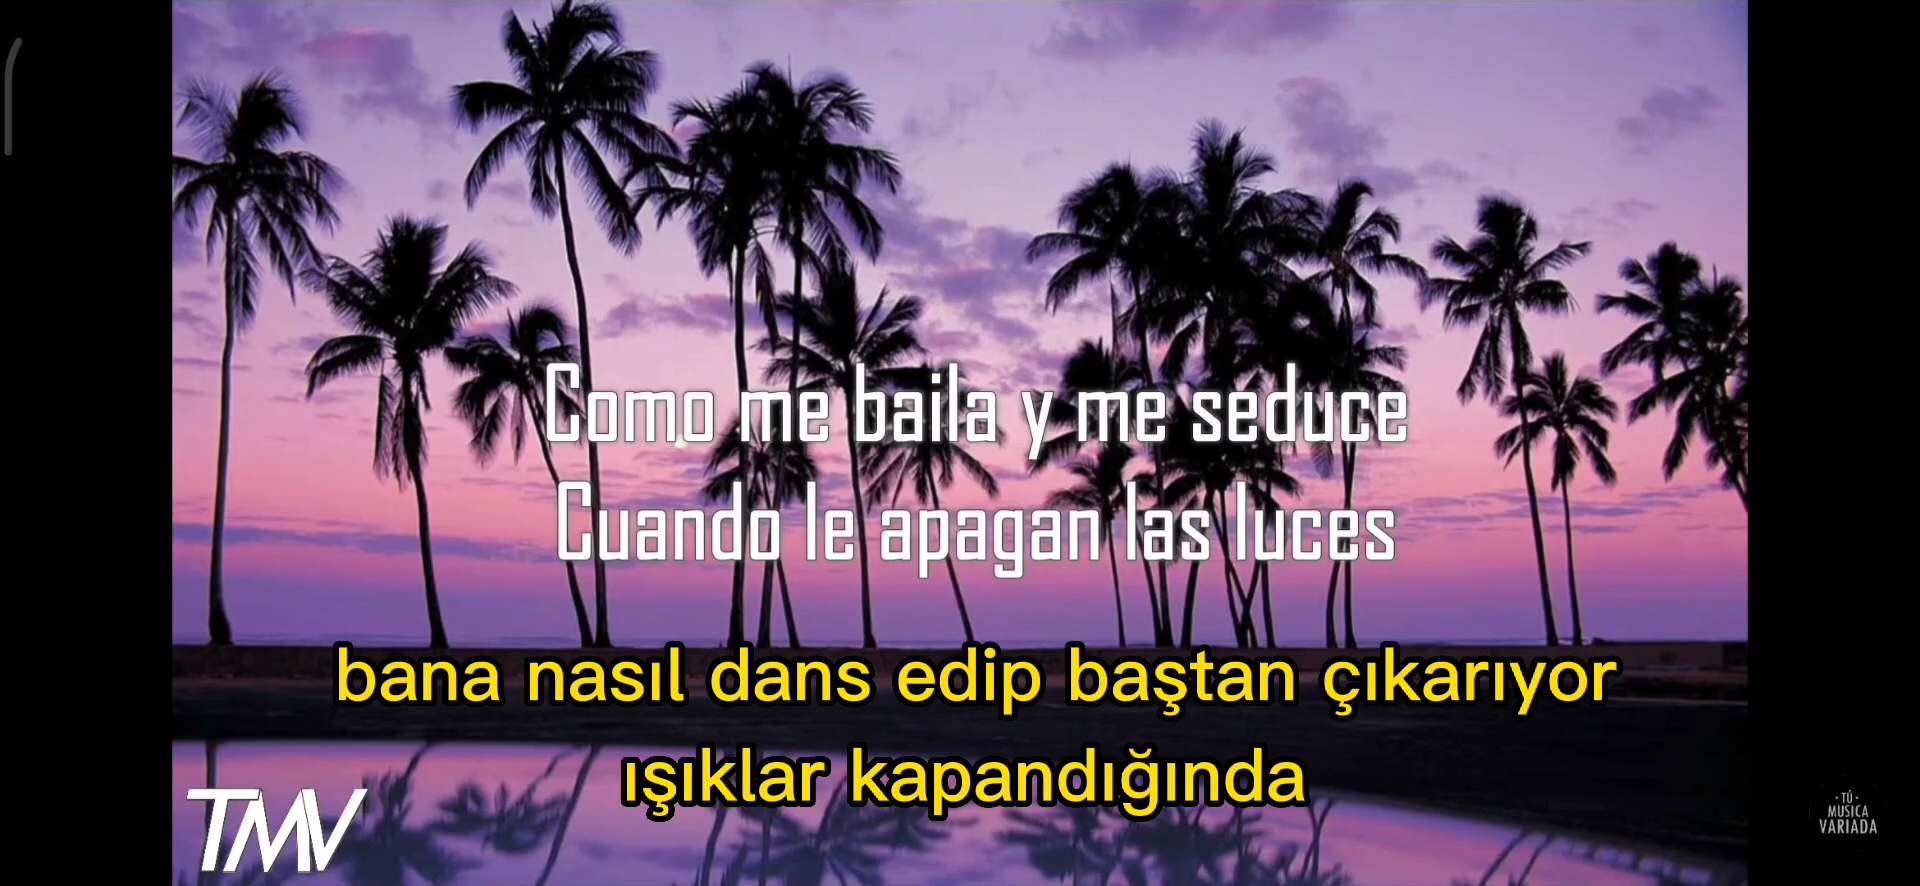 Como me baila y me seduce
Cuando le apagan las luces
bana nasıl dans edip baştan çıkarıyor
ışıklar kapandığında
TMV
· TÚ ·
MUSICA
VARIADA